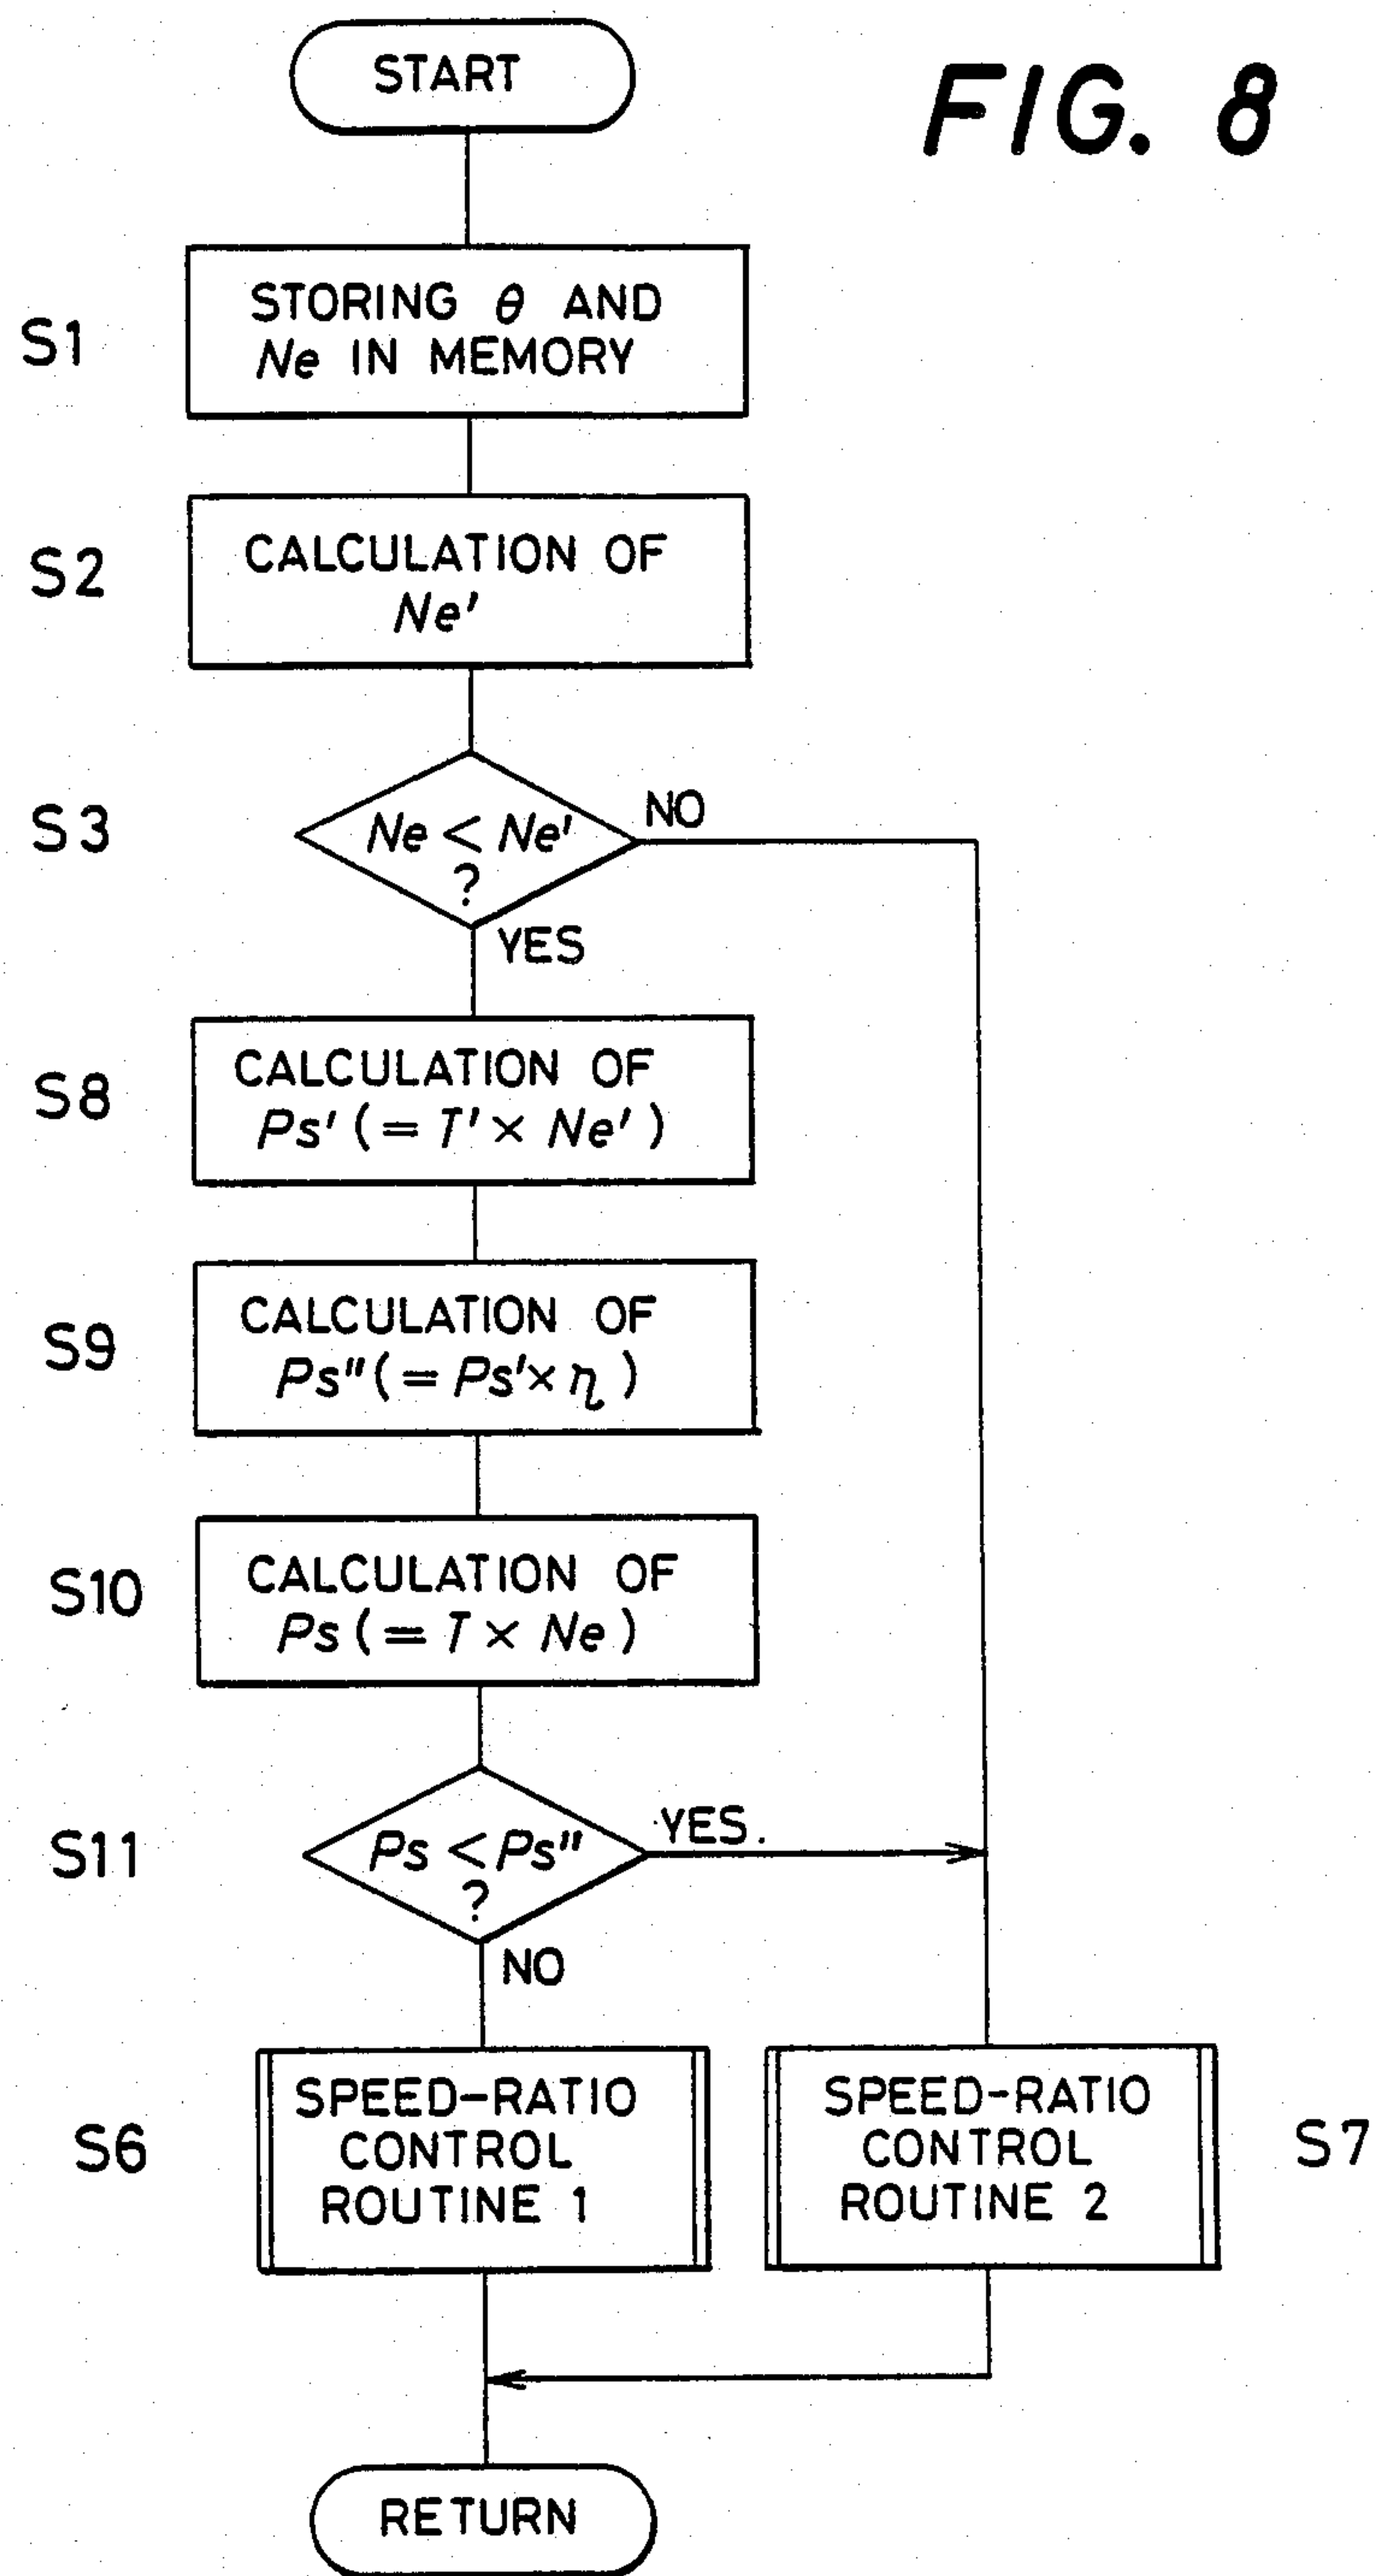 START
FIG. 8
S1
STORING θ AND
Ne IN MEMORY
S2
CALCULATION OF
Ne'
S3
Ne < Ne'
?
NO
YES
S8
CALCULATION OF
Ps' (= T' × Ne')
S9
CALCULATION OF
Ps" (= Ps' × η)
S10
CALCULATION OF
Ps (= T × Ne)
S11
Ps < Ps"
?
YES.
NO
S6
SPEED-RATIO
CONTROL
ROUTINE 1
SPEED-RATIO
CONTROL
ROUTINE 2
S7
RETURN